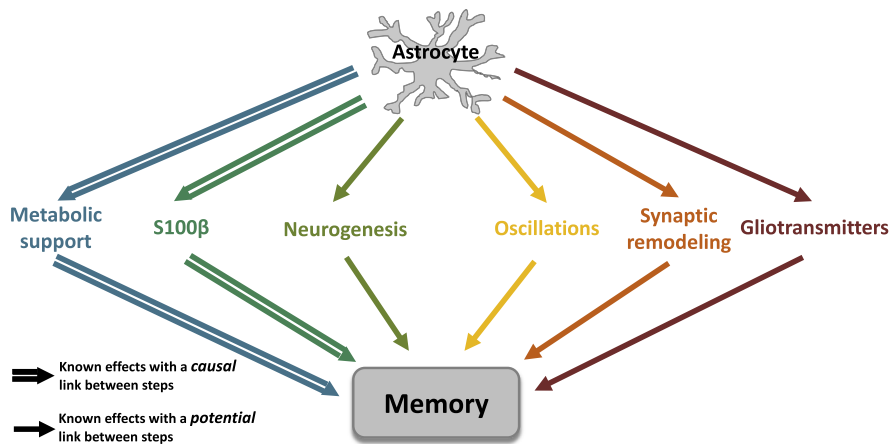 Astrocyte
Metabolic
support
S100β
Neurogenesis
Oscillations
Synaptic
remodeling
Gliotransmitters
Known effects with a causal
link between steps
Known effects with a potential
link between steps
Memory